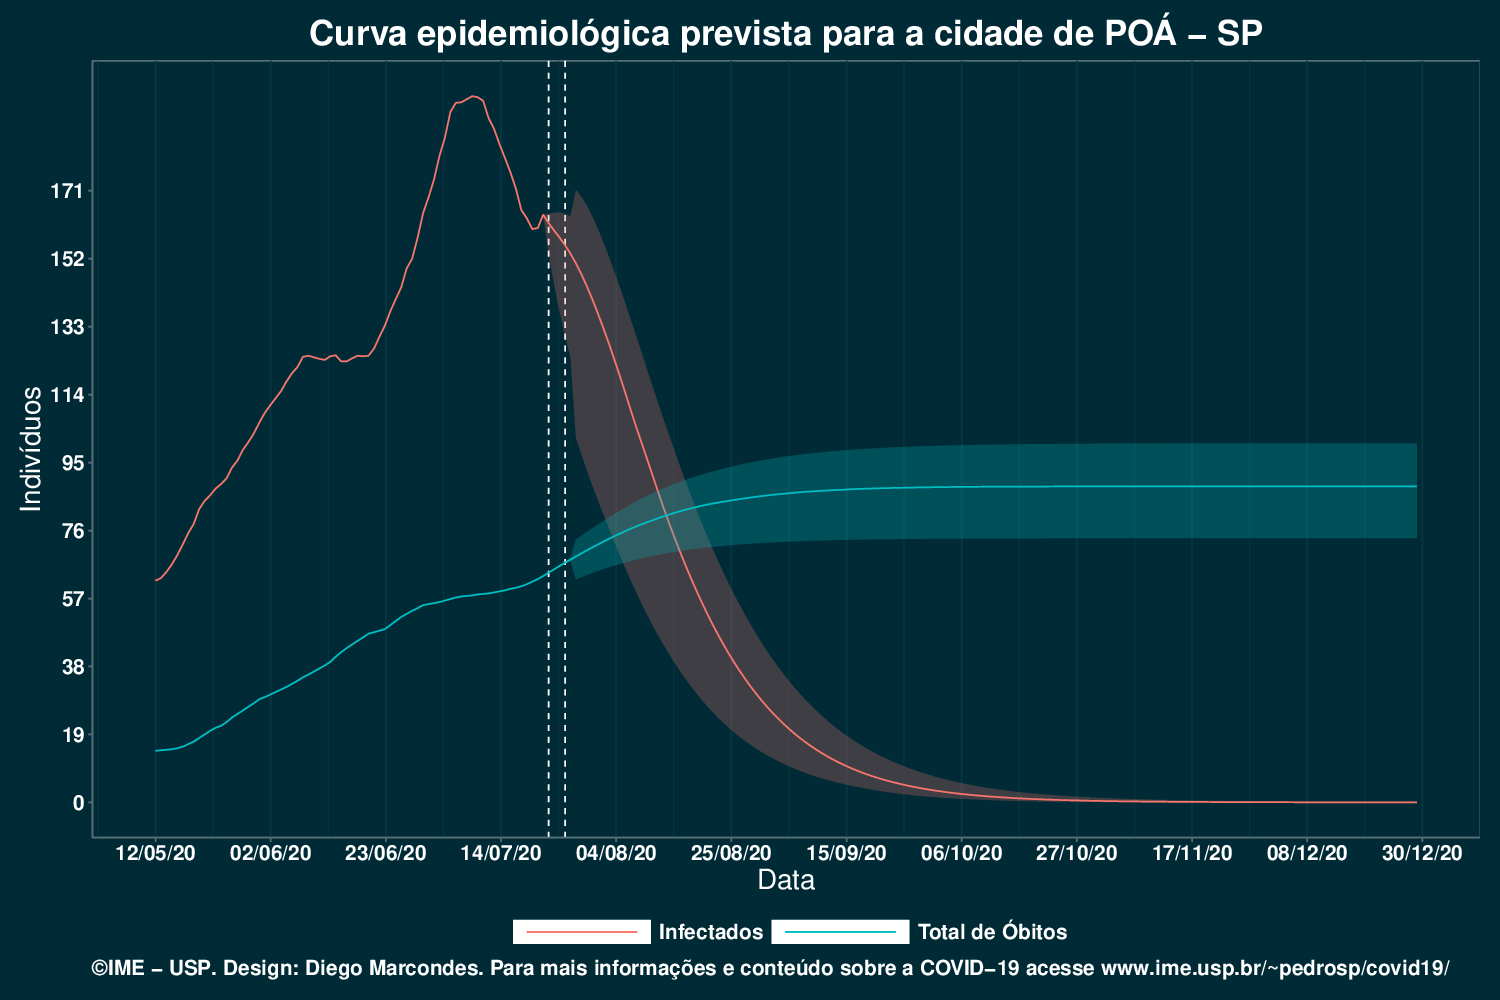 Curva epidemiológica prevista para a cidade de POÁ − SP
Indivíduos
171
152
133
114
95
76
57
38
19
0
12/05/20 02/06/20 23/06/20 14/07/20 04/08/20 25/08/20 15/09/20 06/10/20 27/10/20 17/11/20 08/12/20 30/12/20
Data
Infectados Total de Óbitos
©IME − USP. Design: Diego Marcondes. Para mais informações e conteúdo sobre a COVID−19 acesse www.ime.usp.br/~pedrosp/covid19/